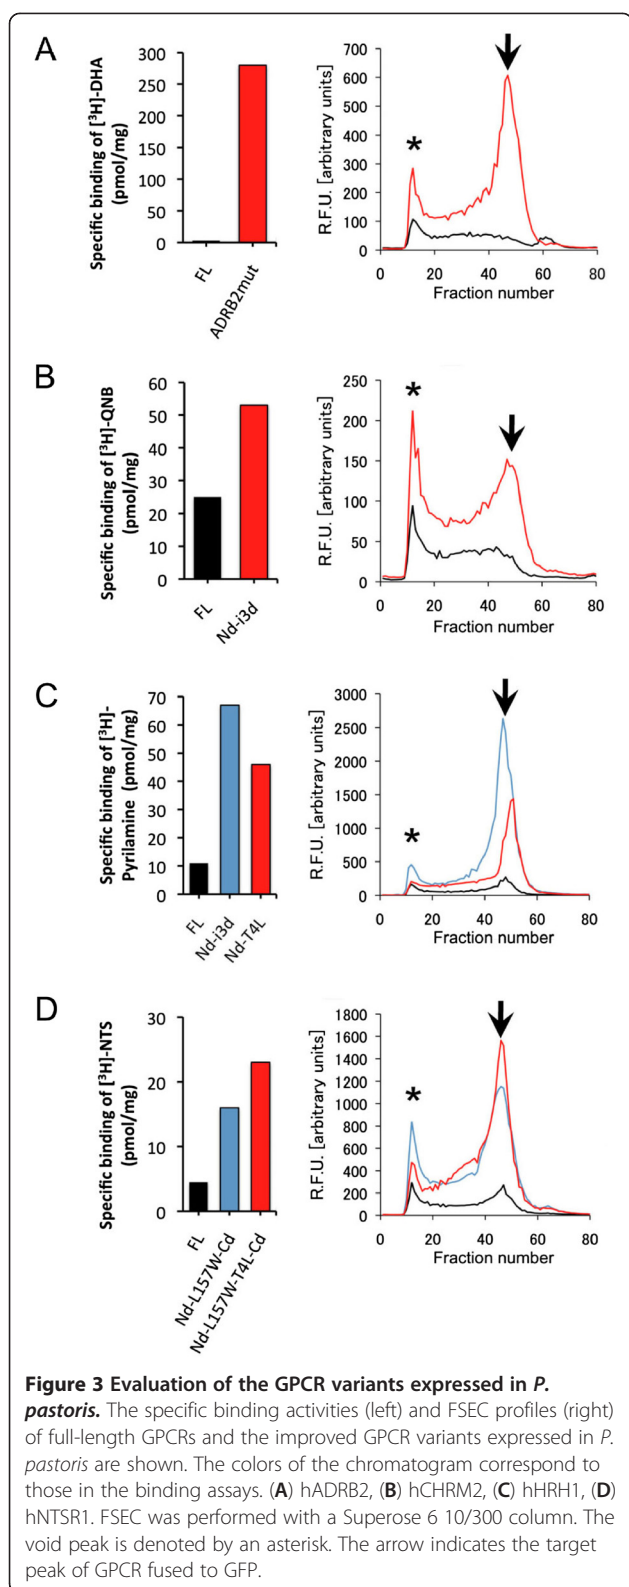 A
Specific binding of [³H]-DHA
(pmol/mg)
300
250
200
150
100
50
0
FL
ADRB2mut
R.F.U. [arbitrary units]
700
600
500
400
300
200
100
0
*
0
20
40
60
80
Fraction number
B
Specific binding of [³H]-QNB
(pmol/mg)
60
50
40
30
20
10
0
FL
Nd-i3d
R.F.U. [arbitrary units]
250
200
150
100
50
0
*
0
20
40
60
80
Fraction number
C
Specific binding of [³H]-
Pyrilamine (pmol/mg)
70
60
50
40
30
20
10
0
FL
Nd-i3d
Nd-T4L
R.F.U. [arbitrary units]
3000
2500
2000
1500
1000
500
0
*
0
20
40
60
80
Fraction number
D
Specific binding of [³H]-NTS
(pmol/mg)
30
20
10
0
FL
Nd-L157W-Cd
Nd-L157W-T4L-Cd
R.F.U. [arbitrary units]
1800
1600
1400
1200
1000
800
600
400
200
0
*
0
20
40
60
80
Fraction number
Figure 3 Evaluation of the GPCR variants expressed in P.
pastoris. The specific binding activities (left) and FSEC profiles (right)
of full-length GPCRs and the improved GPCR variants expressed in P.
pastoris are shown. The colors of the chromatogram correspond to
those in the binding assays. (A) hADRB2, (B) hCHRM2, (C) hHRH1, (D)
hNTSR1. FSEC was performed with a Superose 6 10/300 column. The
void peak is denoted by an asterisk. The arrow indicates the target
peak of GPCR fused to GFP.